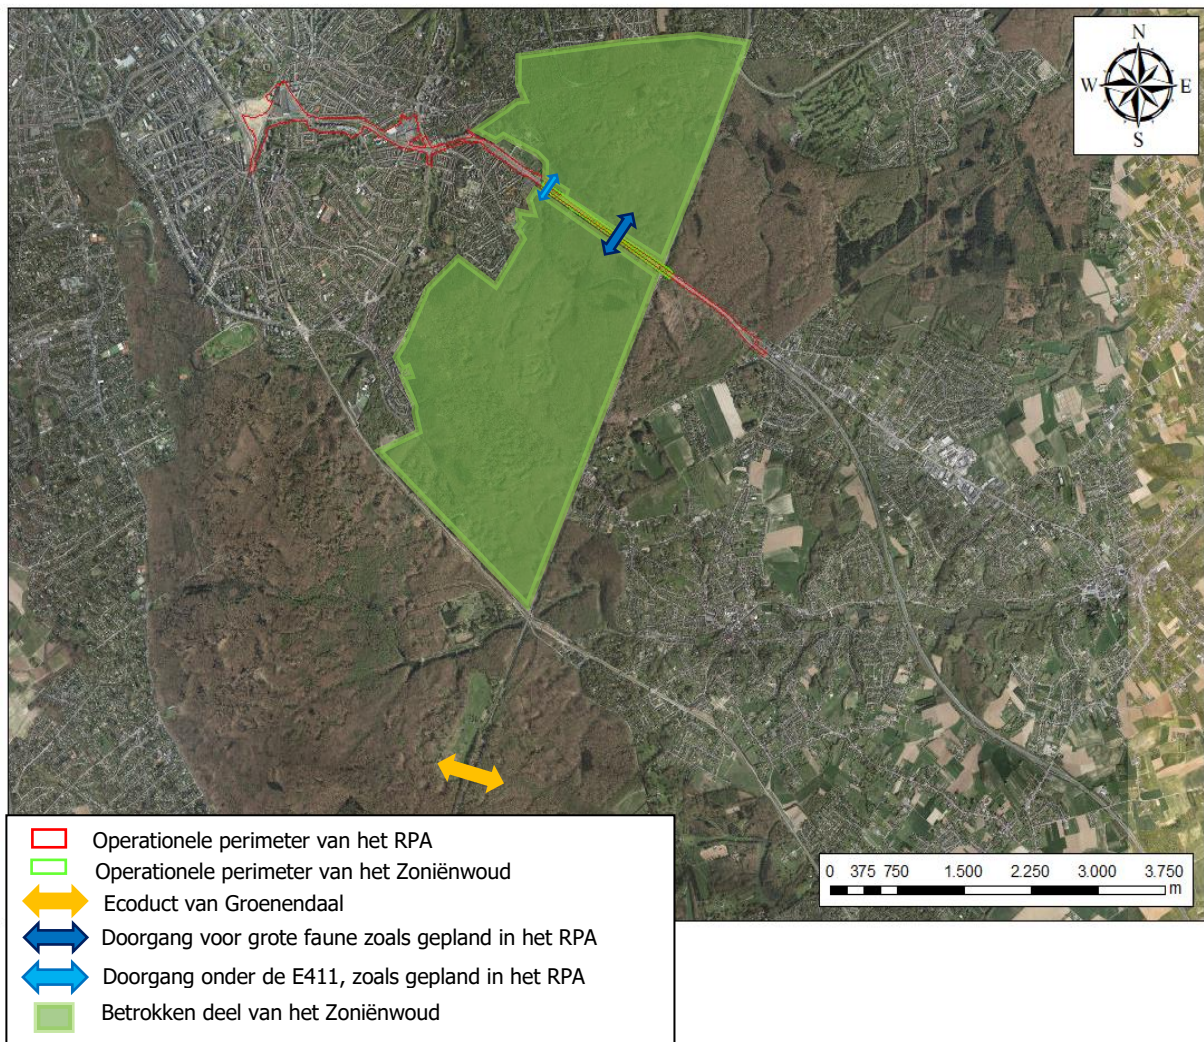 N
W E
S
Operationele perimeter van het RPA
Operationele perimeter van het Zoniënwoud
Ecoduct van Groenendaal
Doorgang voor grote faune zoals gepland in het RPA
Doorgang onder de E411, zoals gepland in het RPA
Betrokken deel van het Zoniënwoud
0 375 750 1.500 2.250 3.000 3.750
m